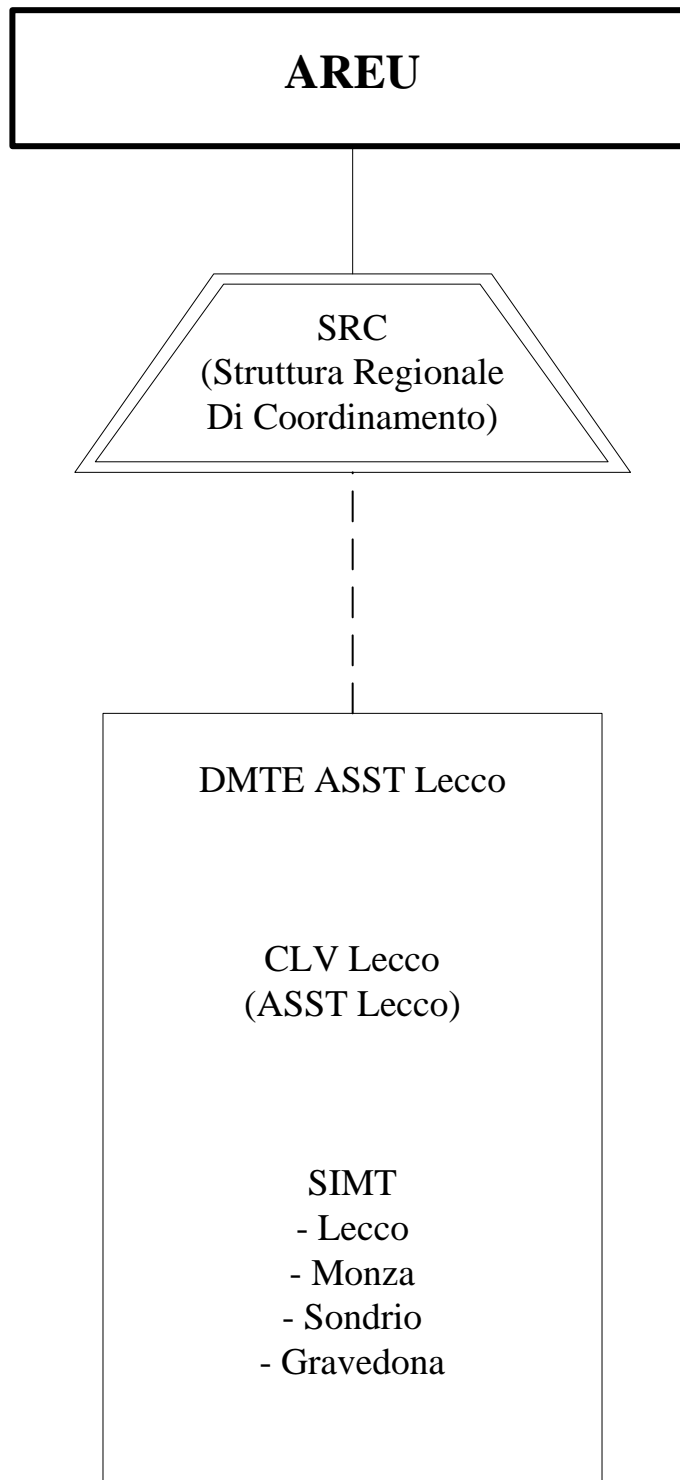 AREU
SRC
(Struttura Regionale
Di Coordinamento)
DMTE ASST Lecco
CLV Lecco
(ASST Lecco)
SIMT
- Lecco
- Monza
- Sondrio
- Gravedona